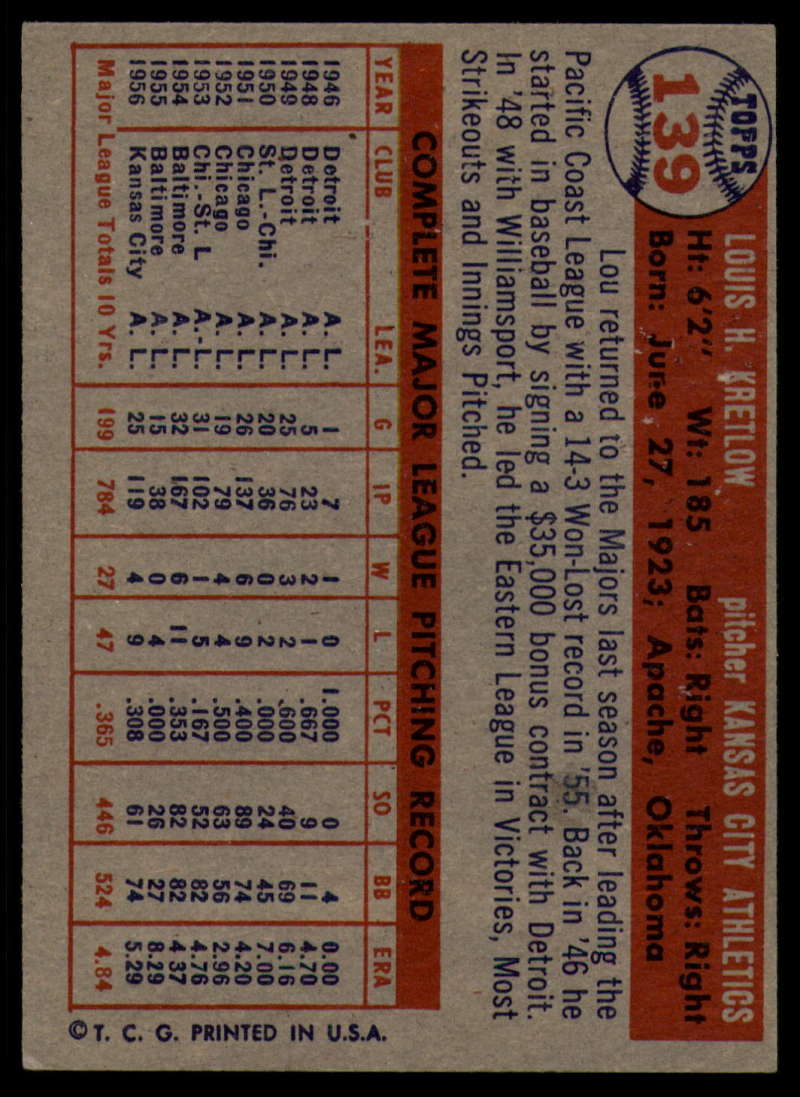 TOPPS
139
LOUIS H. KRETLOW pitcher KANSAS CITY ATHLETICS
Ht: 6'2" Wt: 185 Bats: Right Throws: Right
Born: June 27, 1923; Apache, Oklahoma
Lou returned to the Majors last season after leading the
Pacific Coast League with a 14-3 Won-Lost record in '55. Back in '46 he
started in baseball by signing a $35,000 bonus contract with Detroit.
In '48 with Williamsport, he led the Eastern League in Victories, Most
Strikeouts and Innings Pitched.
COMPLETE MAJOR LEAGUE PITCHING RECORD
YEAR CLUB LEA. G IP W L PCT SO BB ERA
1946 Detroit A. L. 1 7 1 0 1.000 0 4 0.00
1948 Detroit A. L. 5 23 2 1 .667 9 11 4.70
1949 Detroit A. L. 25 76 3 2 .600 40 69 6.16
1950 St. L.-Chi. A. L. 20 36 0 2 .000 24 45 7.00
1951 Chicago A. L. 26 137 6 9 .400 89 74 4.20
1952 Chicago A. L. 19 79 4 4 .500 63 56 2.96
1953 Chi.-St. L A.-L. 31 102 1 5 .167 52 82 4.76
1954 Baltimore A. L. 32 167 6 11 .353 82 82 4.37
1955 Baltimore A. L. 15 38 0 4 .000 26 27 8.29
1956 Kansas City A. L. 25 119 4 9 .308 61 74 5.29
Major League Totals 10 Yrs. 199 784 27 47 .365 446 524 4.84
© T. C. G. PRINTED IN U.S.A.